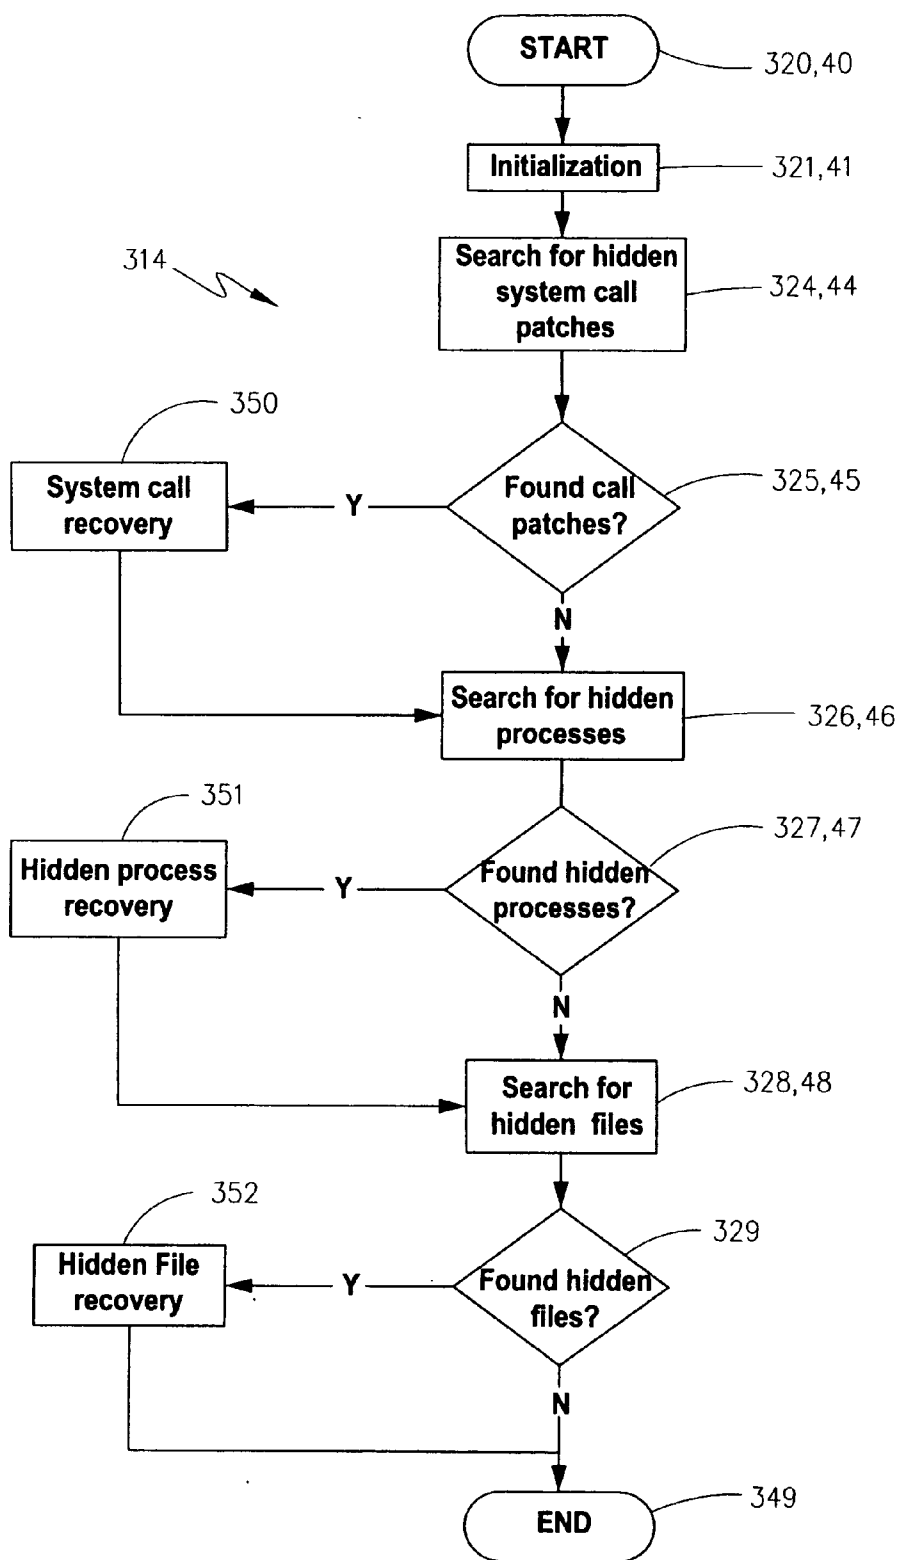 START
320,40
Initialization
321,41
314
Search for hidden
system call
patches
324,44
350
System call
recovery
Y
Found call
patches?
325,45
N
Search for hidden
processes
326,46
351
Hidden process
recovery
Y
Found hidden
processes?
327,47
N
Search for
hidden files
328,48
352
Hidden File
recovery
Y
Found hidden
files?
329
N
END
349